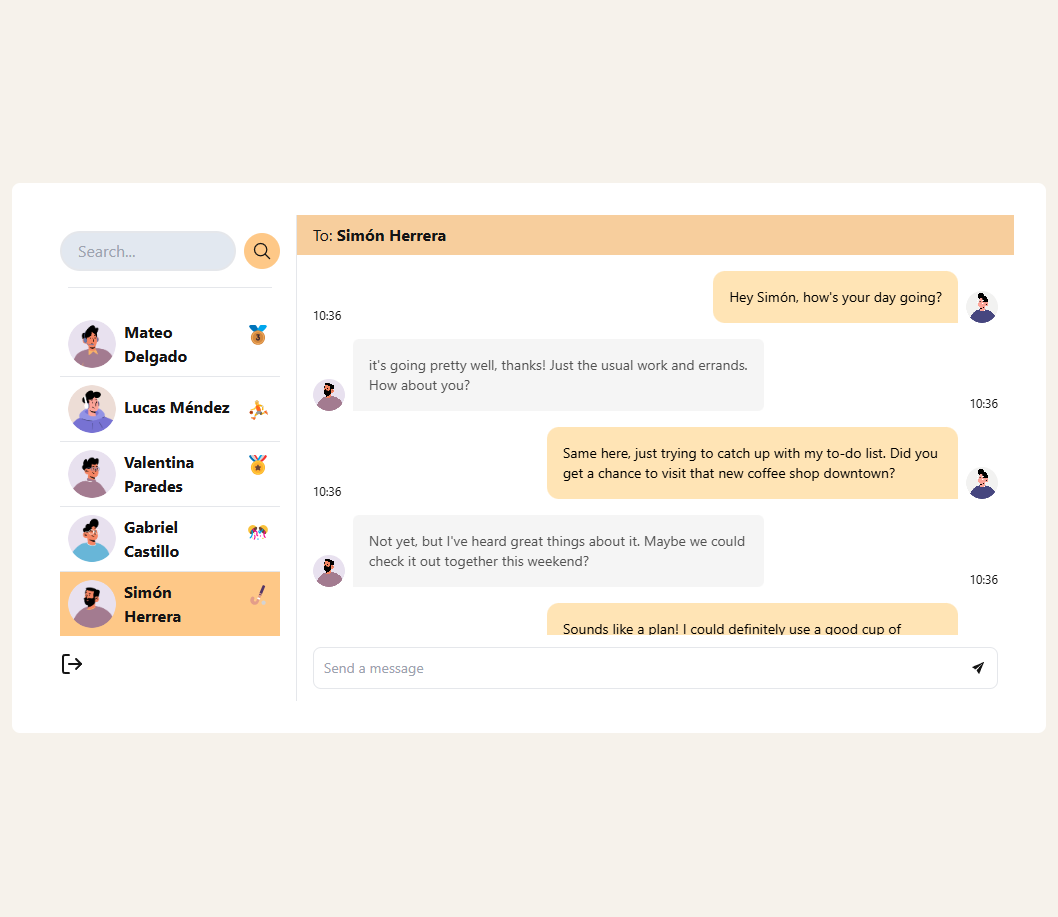 Search...
Mateo
Delgado
Lucas Méndez
Valentina
Paredes
Gabriel
Castillo
Simón
Herrera
To: Simón Herrera
Hey Simón, how's your day going?
10:36
it's going pretty well, thanks! Just the usual work and errands.
How about you?
10:36
Same here, just trying to catch up with my to-do list. Did you
get a chance to visit that new coffee shop downtown?
10:36
Not yet, but I've heard great things about it. Maybe we could
check it out together this weekend?
10:36
Sounds like a plan! I could definitely use a good cup of
Send a message